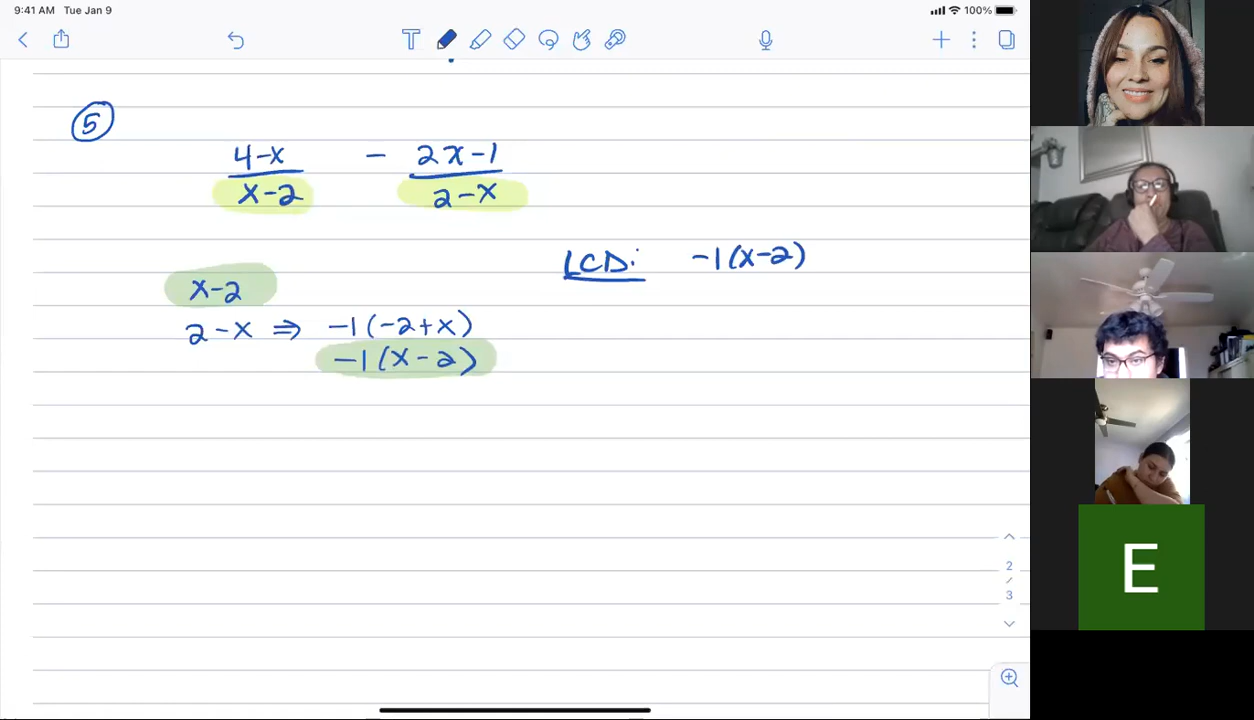 9:41 AM Tue Jan 9
100%
T
5
4-x / x-2 - 2x-1 / 2-x
LCD: -1(x-2)
x-2
2-x ⇒ -1(-2+x)
-1(x-2)
E
2
/
3